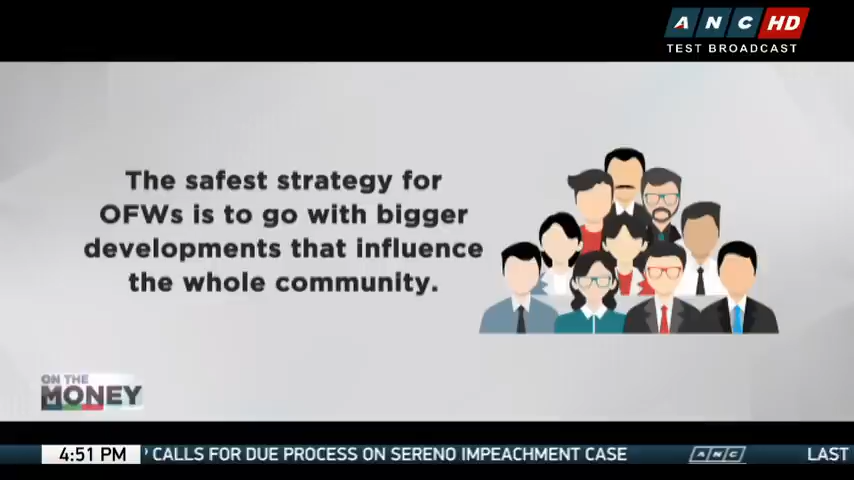 ANC HD
TEST BROADCAST
The safest strategy for
OFWs is to go with bigger
developments that influence
the whole community.
ON THE
MONEY
4:51 PM
CALLS FOR DUE PROCESS ON SERENO IMPEACHMENT CASE
ANC
LAST